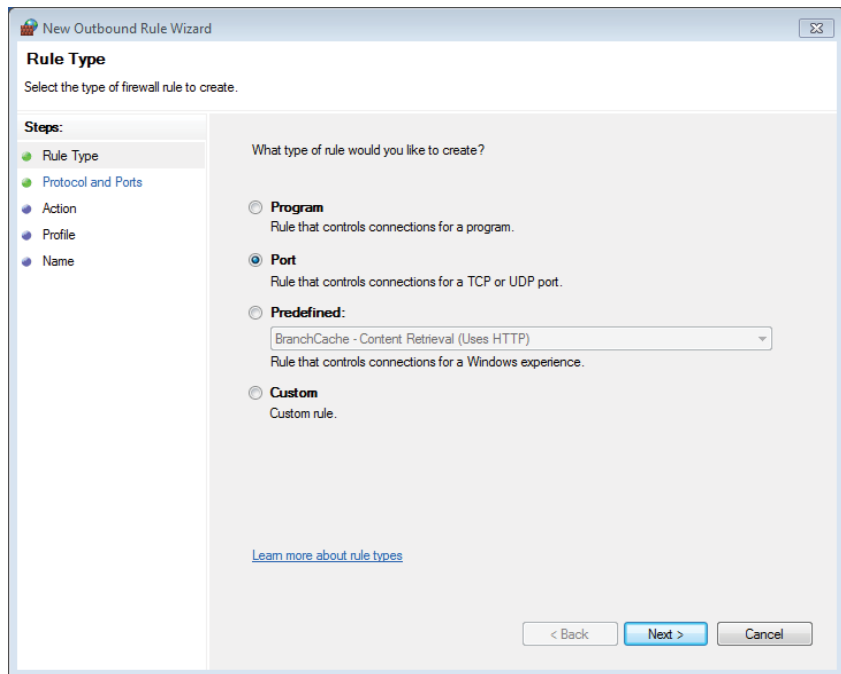 New Outbound Rule Wizard
Rule Type
Select the type of firewall rule to create.
Steps:
Rule Type
Protocol and Ports
Action
Profile
Name
What type of rule would you like to create?
Program
Rule that controls connections for a program.
Port
Rule that controls connections for a TCP or UDP port.
Predefined:
BranchCache - Content Retrieval (Uses HTTP)
Rule that controls connections for a Windows experience.
Custom
Custom rule.
Learn more about rule types
< Back Next > Cancel